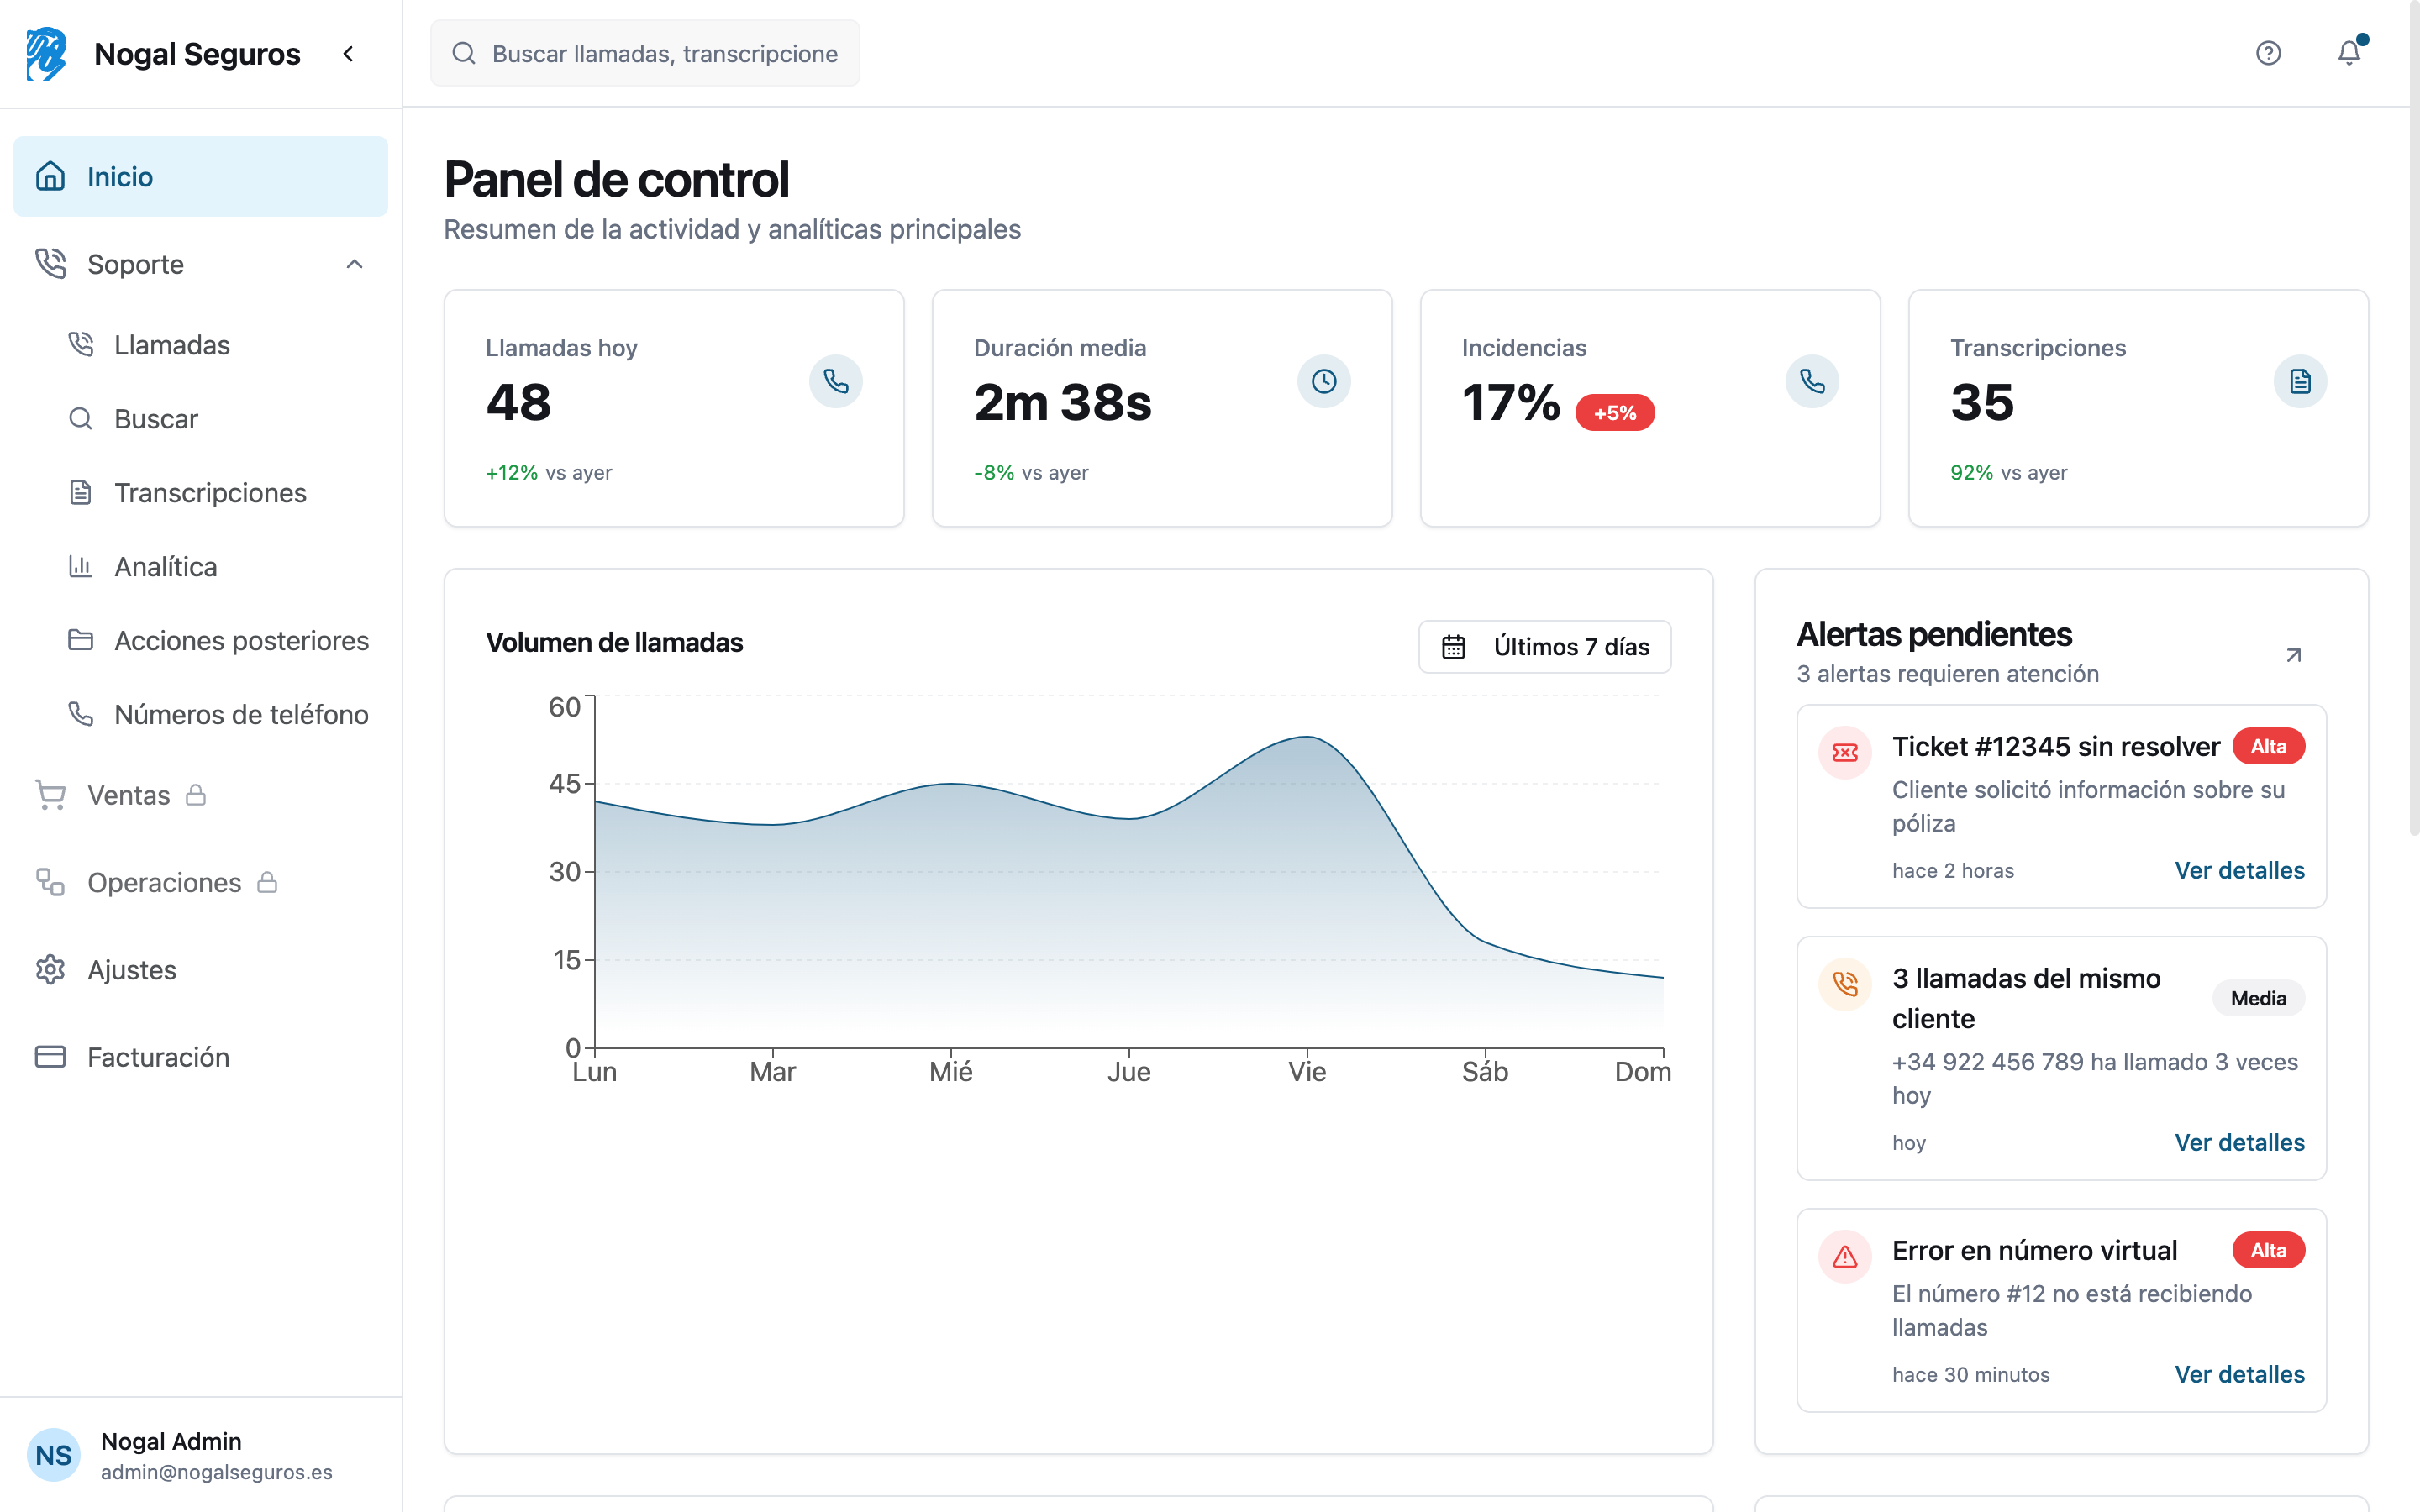 Nogal Seguros
Inicio
Soporte
Llamadas
Buscar
Transcripciones
Analítica
Acciones posteriores
Números de teléfono
Ventas
Operaciones
Ajustes
Facturación
NS
Nogal Admin
admin@nogalseguros.es
Buscar llamadas, transcripcione
Panel de control
Resumen de la actividad y analíticas principales
Llamadas hoy
48
+12% vs ayer
Duración media
2m 38s
-8% vs ayer
Incidencias
17% +5%
Transcripciones
35
92% vs ayer
Volumen de llamadas
Últimos 7 días
60
45
30
15
0
Lun Mar Mié Jue Vie Sáb Dom
Alertas pendientes
3 alertas requieren atención
Ticket #12345 sin resolver Alta
Cliente solicitó información sobre su
póliza
hace 2 horas Ver detalles
3 llamadas del mismo
cliente
Media
+34 922 456 789 ha llamado 3 veces
hoy
hoy Ver detalles
Error en número virtual Alta
El número #12 no está recibiendo
llamadas
hace 30 minutos Ver detalles